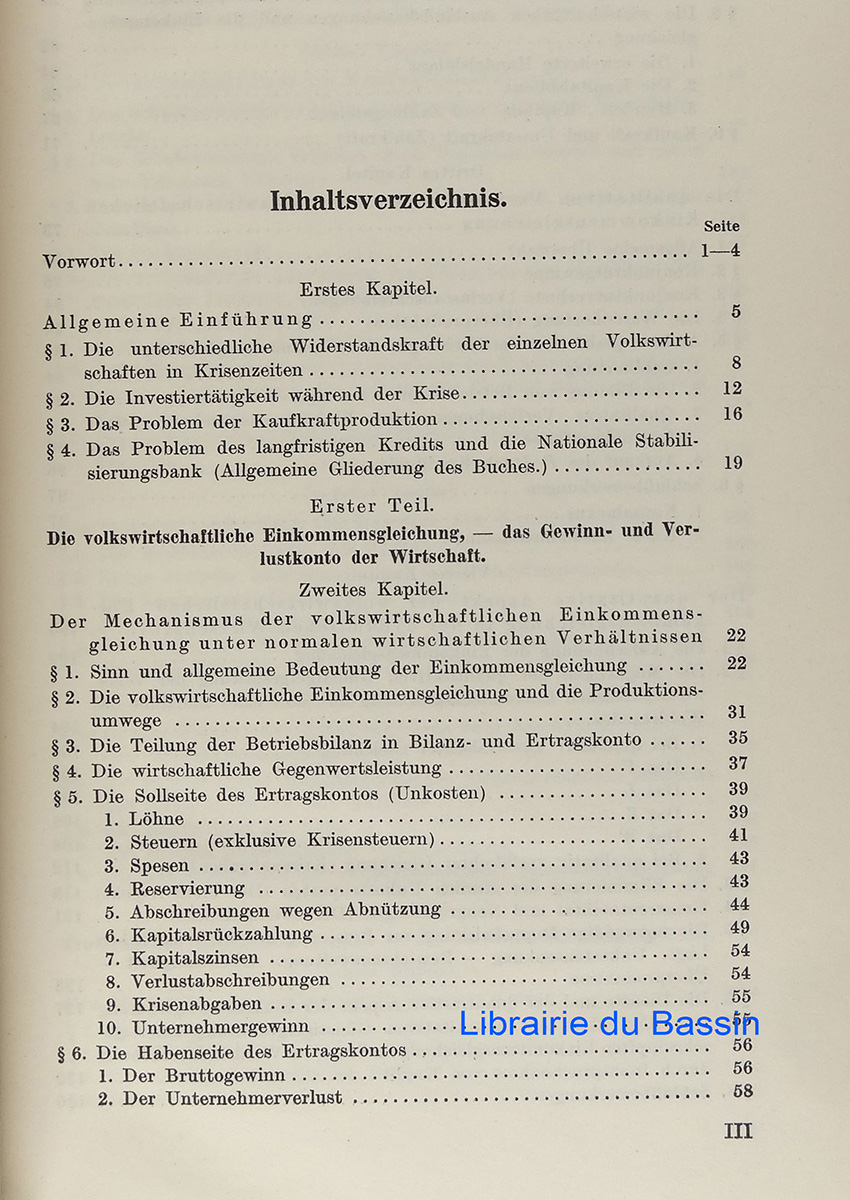 Inhaltsverzeichnis.
Seite
Vorwort 1—4
Erstes Kapitel.
Allgemeine Einführung 5
§ 1. Die unterschiedliche Widerstandskraft der einzelnen Volkswirt-
schaften in Krisenzeiten 8
§ 2. Die Investiertätigkeit während der Krise 12
§ 3. Das Problem der Kaufkraftproduktion 16
§ 4. Das Problem des langfristigen Kredits und die Nationale Stabili-
sierungsbank (Allgemeine Gliederung des Buches.) 19
Erster Teil.
Die volkswirtschaftliche Einkommensgleichung, — das Gewinn- und Ver-
lustkonto der Wirtschaft.
Zweites Kapitel.
Der Mechanismus der volkswirtschaftlichen Einkommens-
gleichung unter normalen wirtschaftlichen Verhältnissen 22
§ 1. Sinn und allgemeine Bedeutung der Einkommensgleichung 22
§ 2. Die volkswirtschaftliche Einkommensgleichung und die Produktions-
umwege 31
§ 3. Die Teilung der Betriebsbilanz in Bilanz- und Ertragskonto 35
§ 4. Die wirtschaftliche Gegenwertsleistung 37
§ 5. Die Sollseite des Ertragskontos (Unkosten) 39
1. Löhne 39
2. Steuern (exklusive Krisensteuern) 41
3. Spesen 43
4. Reservierung 43
5. Abschreibungen wegen Abnützung 44
6. Kapitalsrückzahlung 49
7. Kapitalszinsen 54
8. Verlustabschreibungen 54
9. Krisenabgaben 55
10. Unternehmergewinn 55
Librairie du Bassin
§ 6. Die Habenseite des Ertragskontos 56
1. Der Bruttogewinn 56
2. Der Unternehmerverlust 58
III